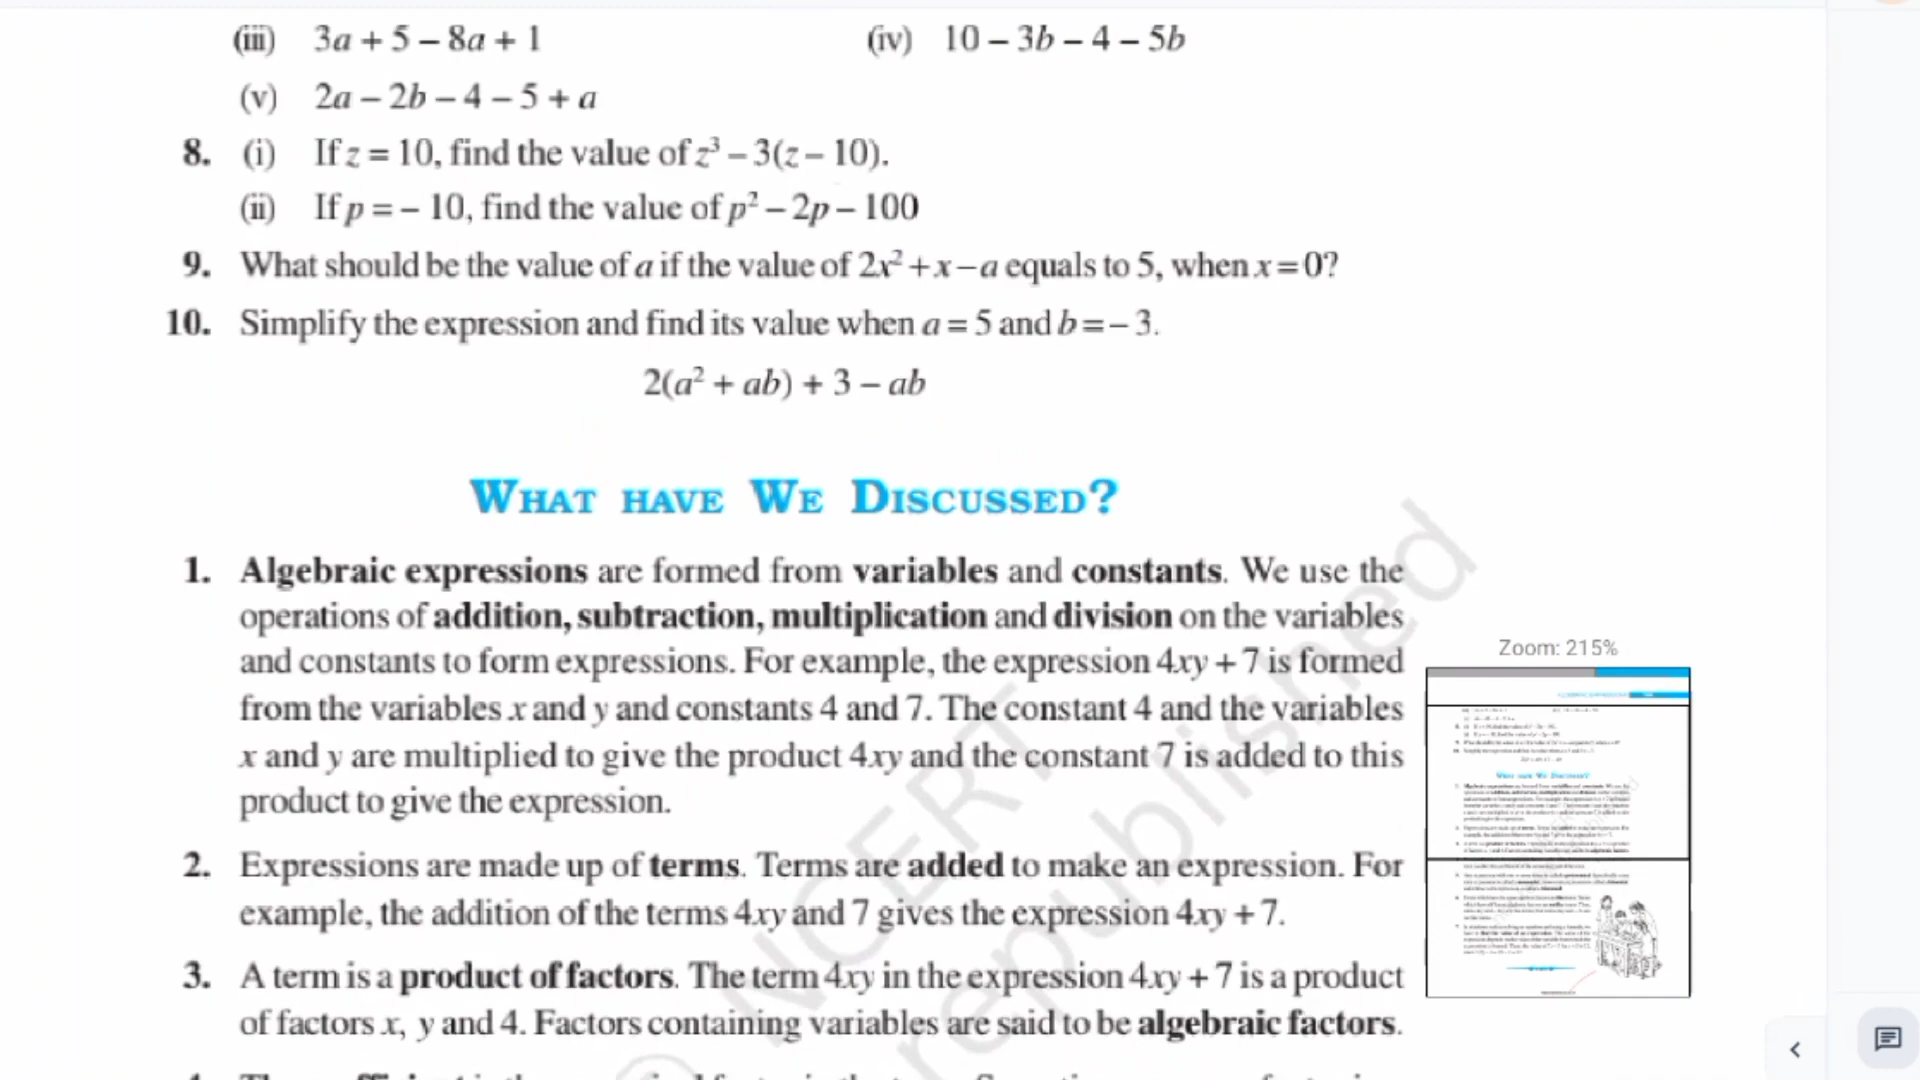 (iii) 3a + 5 – 8a + 1 (iv) 10 – 3b – 4 – 5b
(v) 2a – 2b – 4 – 5 + a
8. (i) If z = 10, find the value of z³ – 3(z – 10).
(ii) If p = – 10, find the value of p² – 2p – 100
9. What should be the value of a if the value of 2x² + x – a equals to 5, when x = 0?
10. Simplify the expression and find its value when a = 5 and b = – 3.
2(a² + ab) + 3 – ab
WHAT HAVE WE DISCUSSED?
1. Algebraic expressions are formed from variables and constants. We use the
operations of addition, subtraction, multiplication and division on the variables
and constants to form expressions. For example, the expression 4xy + 7 is formed
from the variables x and y and constants 4 and 7. The constant 4 and the variables
x and y are multiplied to give the product 4xy and the constant 7 is added to this
product to give the expression.
2. Expressions are made up of terms. Terms are added to make an expression. For
example, the addition of the terms 4xy and 7 gives the expression 4xy + 7.
3. A term is a product of factors. The term 4xy in the expression 4xy + 7 is a product
of factors x, y and 4. Factors containing variables are said to be algebraic factors.
Zoom: 215%
© NCERT
republished